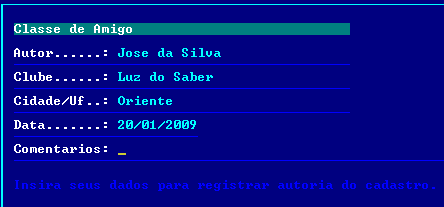 Classe de Amigo
Autor......: Jose da Silva
Clube......: Luz do Saber
Cidade/Uf..: Oriente
Data.......: 20/01/2009
Comentarios: _
Insira seus dados para registrar autoria do cadastro.